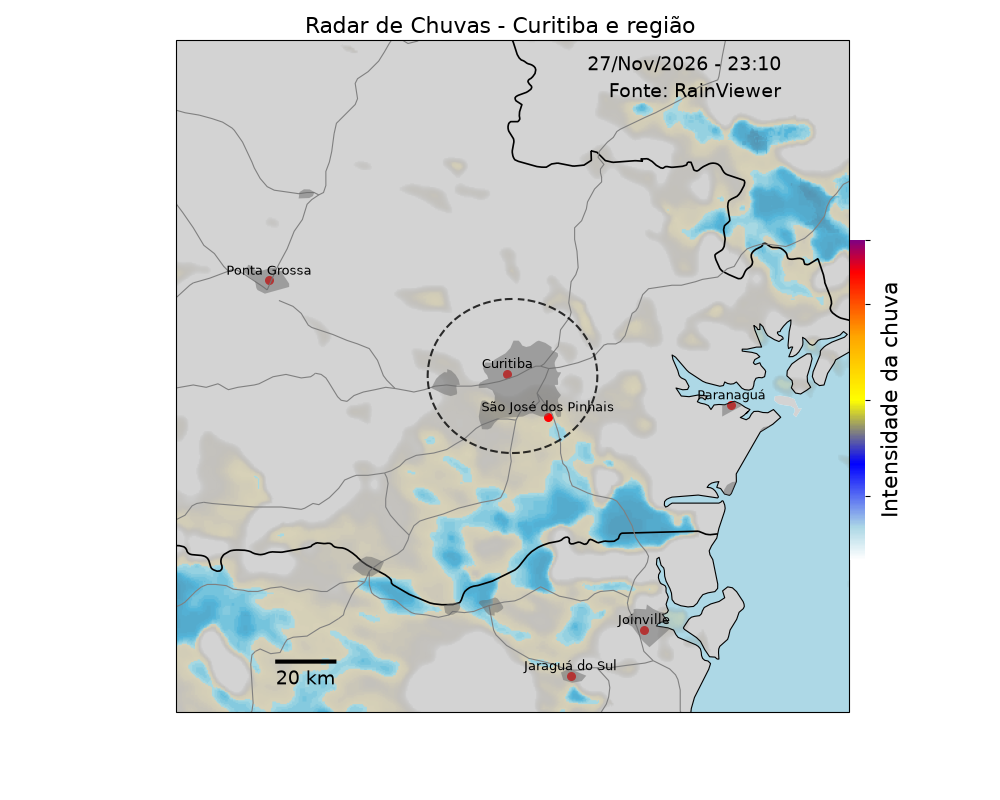 Radar de Chuvas - Curitiba e região
27/Nov/2026 - 23:10
Fonte: RainViewer
Ponta Grossa
Curitiba
Paranaguá
São José dos Pinhais
Intensidade da chuva
Joinville
Jaraguá do Sul
20 km